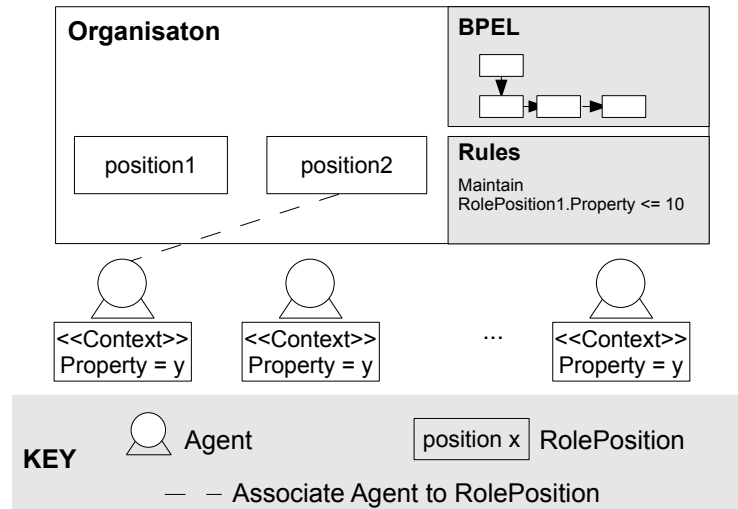 Organisaton
BPEL
position1
position2
Rules
Maintain
RolePosition1.Property <= 10
<<Context>>
Property = y
<<Context>>
Property = y
...
<<Context>>
Property = y
KEY
Agent
position x
RolePosition
Associate Agent to RolePosition